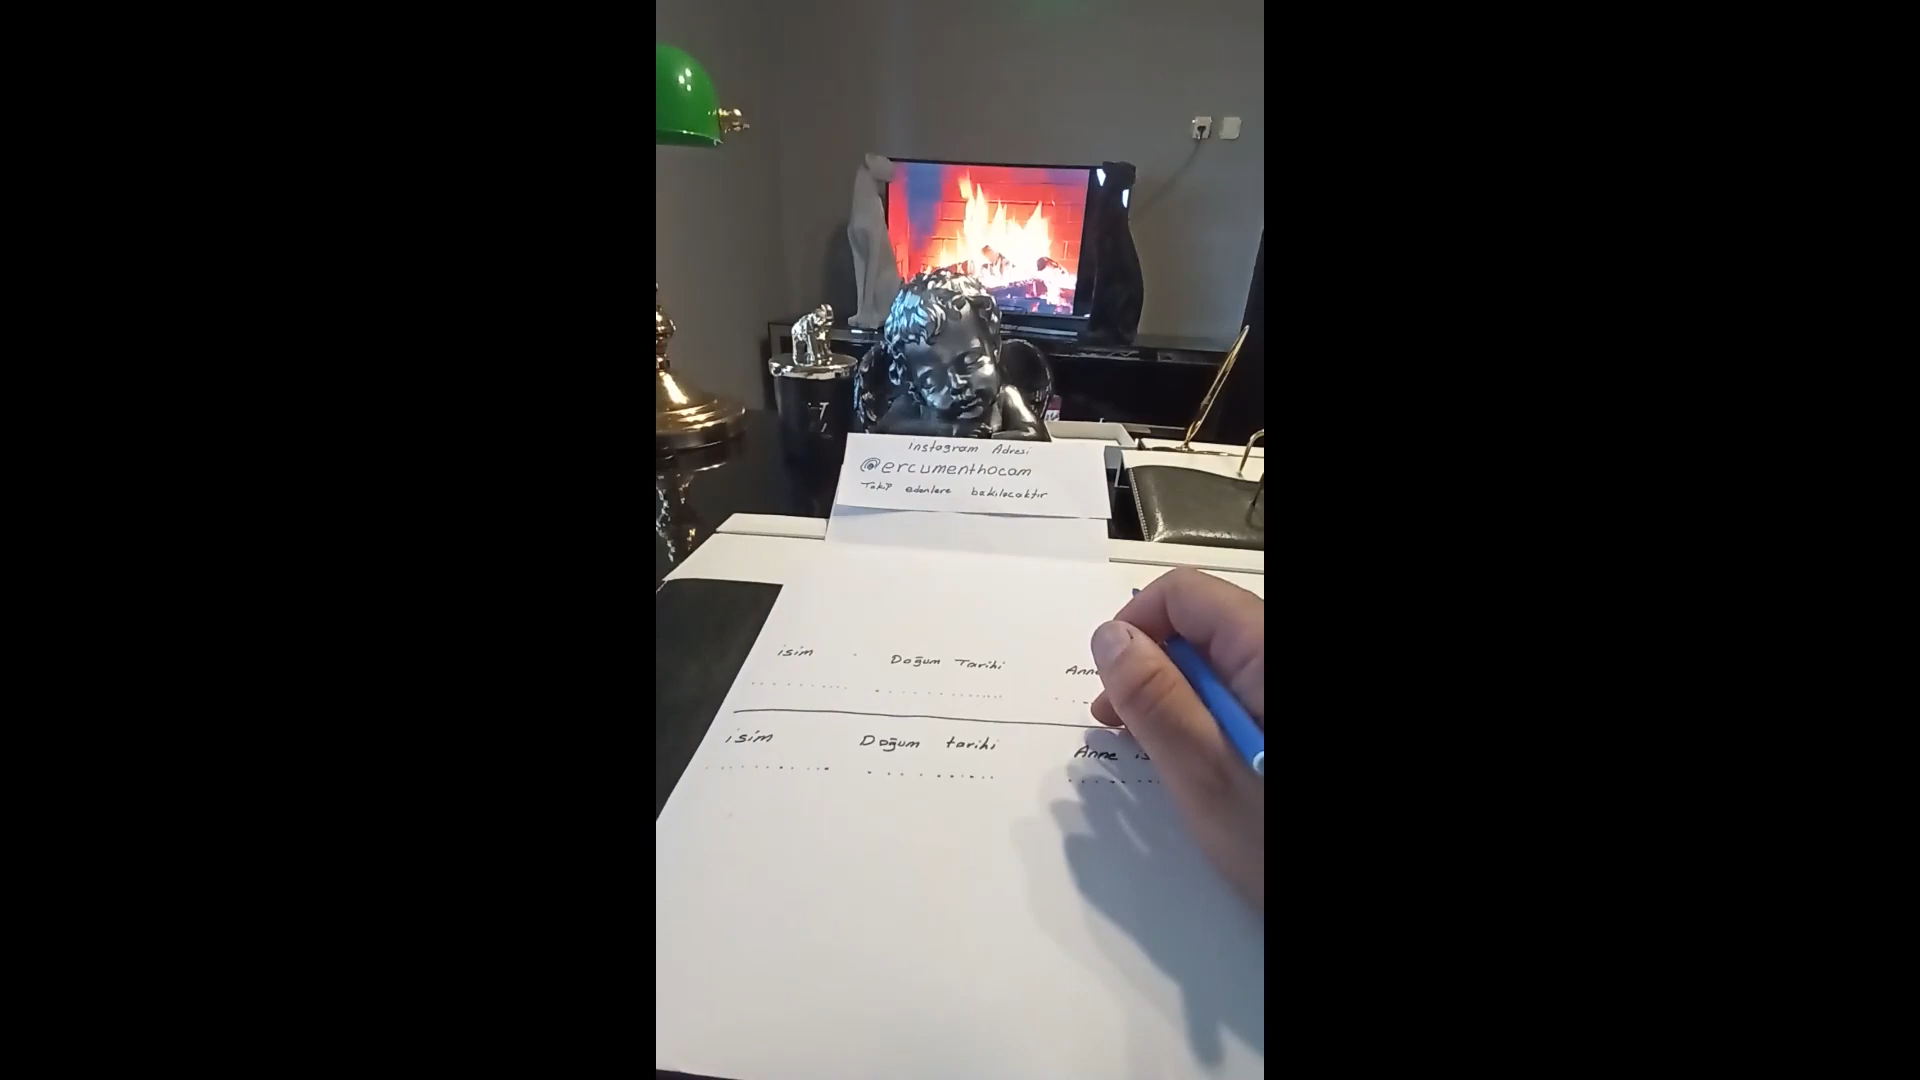 Instagram Adresi
@ercumenthocam
Takip edenlere bakılacaktır
isim Doğum Tarihi
isim Doğum tarihi Anne